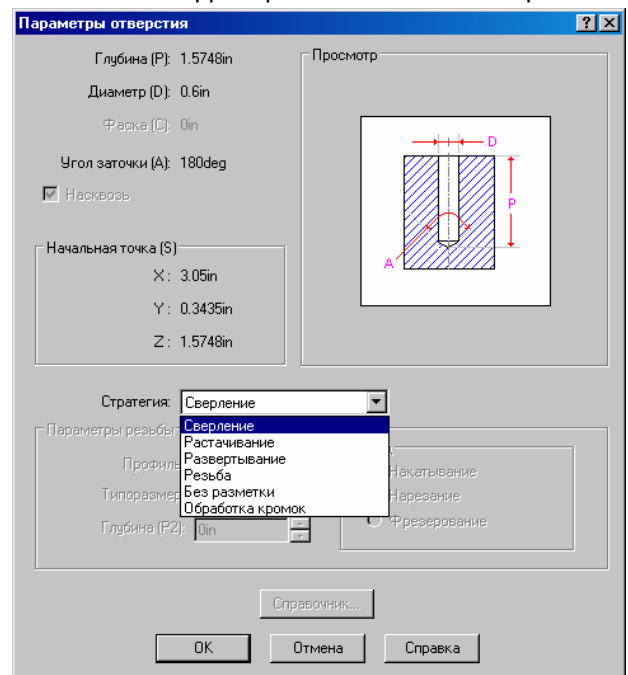 Параметры отверстия
Глубина (P): 1.5748in
Диаметр (D): 0.6in
Фаска (C): 0in
Угол заточки (A): 180deg
Насквозь
Начальная точка (S)
X: 3.05in
Y: 0.3435in
Z: 1.5748in
Просмотр
D
P
A
Стратегия: Сверление
Сверление
Растачивание
Развертывание
Резьба
Без разметки
Обработка кромок
Параметры резьбы
Профиль
Типоразмер
Глубина (P2): 0in
Накатывание
Нарезание
Фрезерование
Справочник...
OK
Отмена
Справка